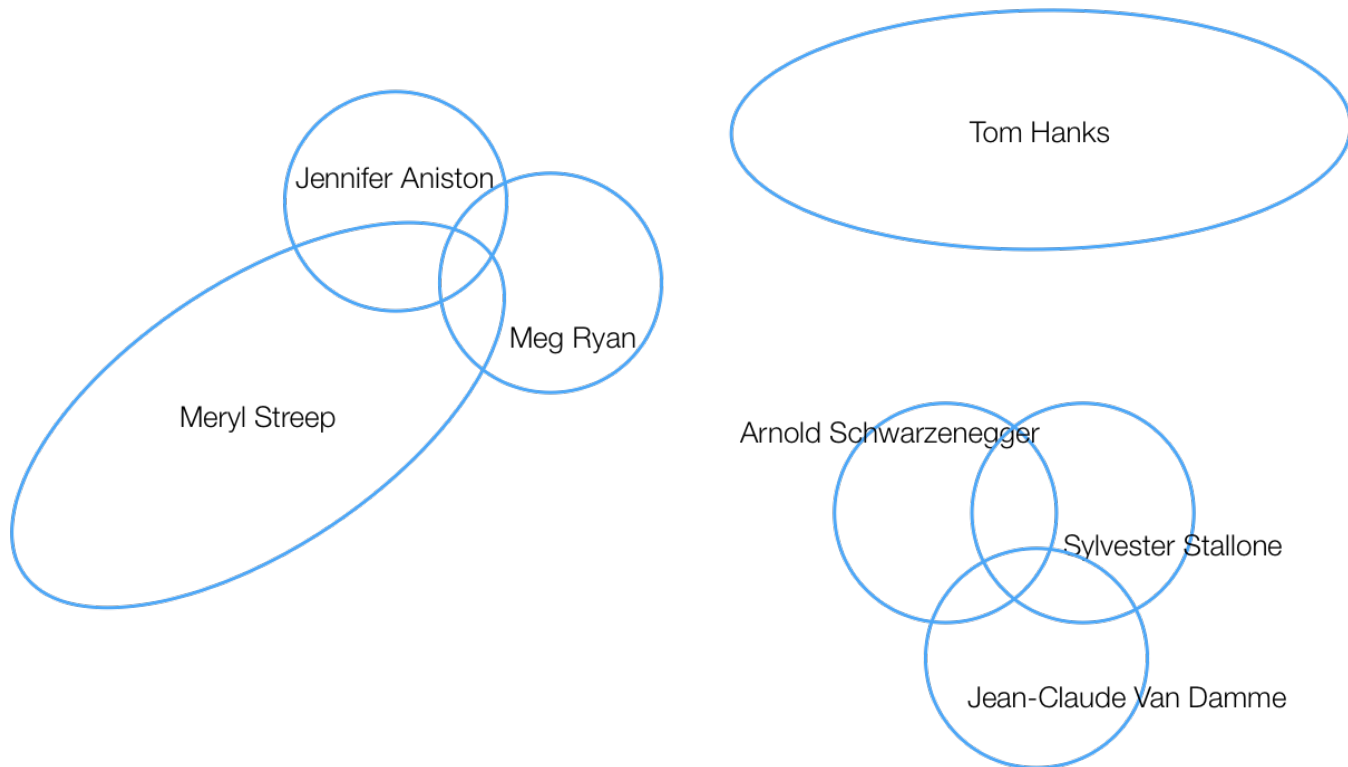 Tom Hanks
Jennifer Aniston
Meg Ryan
Meryl Streep
Arnold Schwarzenegger
Sylvester Stallone
Jean-Claude Van Damme